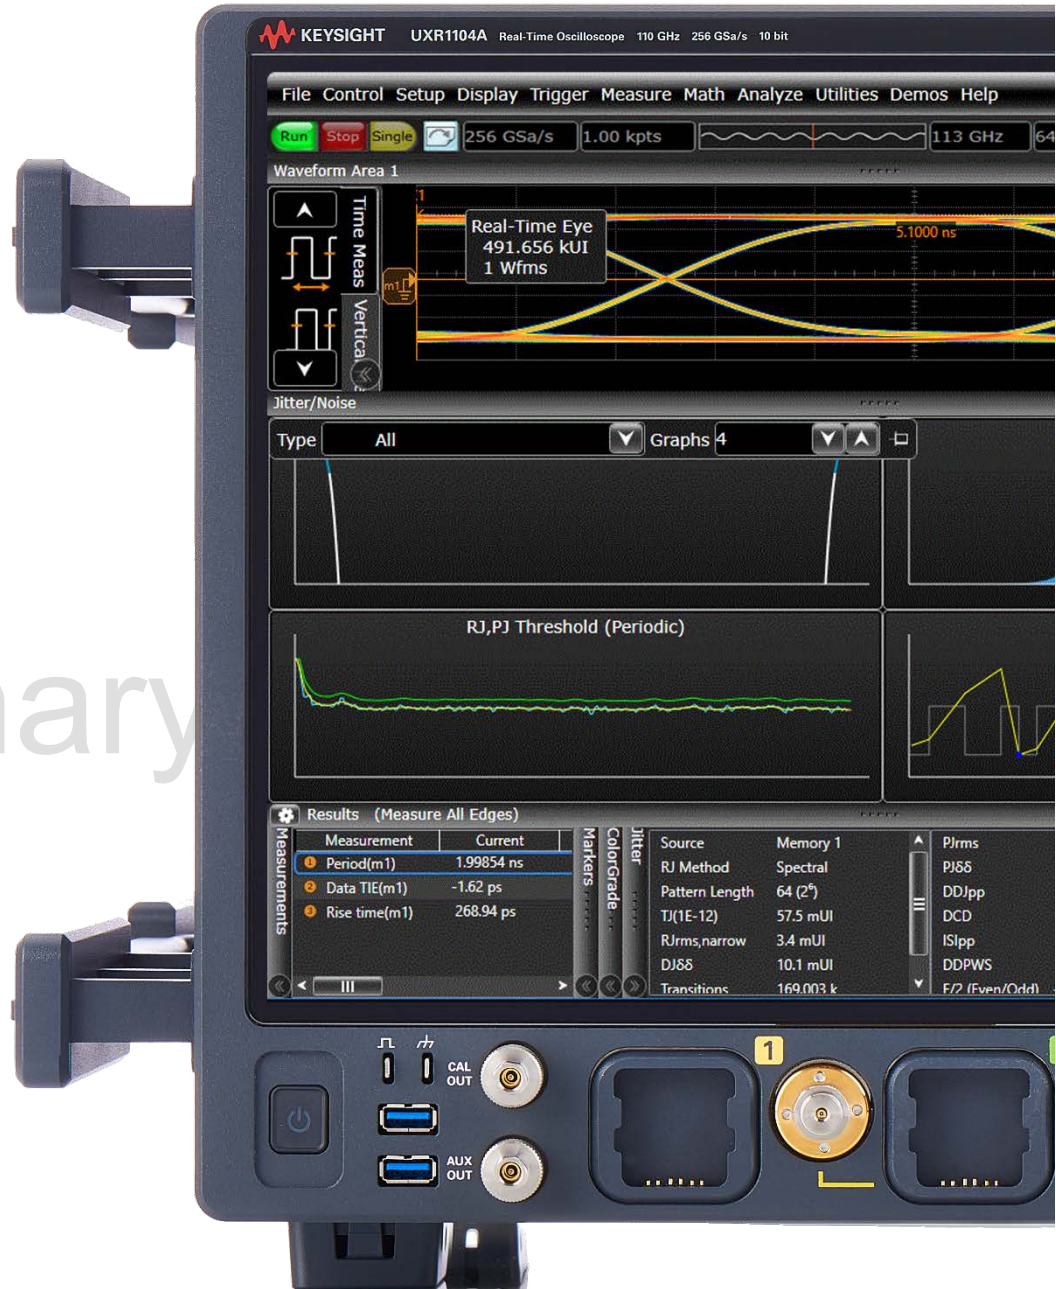 KEYSIGHT UXR1104A Real-Time Oscilloscope 110 GHz 256 GSa/s 10 bit
File Control Setup Display Trigger Measure Math Analyze Utilities Demos Help
Run Stop Single 256 GSa/s 1.00 kpts 113 GHz 64
Waveform Area 1
Time Meas
Vertical
1
Real-Time Eye
491.656 kUI
1 Wfms
5.1000 ns
m1
Jitter/Noise
Type All Graphs 4
RJ,PJ Threshold (Periodic)
nary
Results (Measure All Edges)
Measurements
Measurement Current
1 Period(m1) 1.99854 ns
2 Data TIE(m1) -1.62 ps
3 Rise time(m1) 268.94 ps
Markers
ColorGrade
Jitter
Source Memory 1
RJ Method Spectral
Pattern Length 64 (2⁶)
TJ(1E-12) 57.5 mUI
RJrms,narrow 3.4 mUI
DJδδ 10.1 mUI
Transitions 169.003 k
PJrms
PJδδ
DDJpp
DCD
ISIpp
DDPWS
F/2 (Even/Odd)
CAL
OUT
1
AUX
OUT